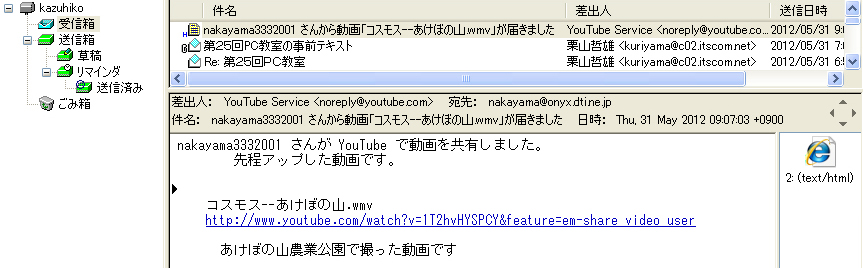 kazuhiko
受信箱
送信箱
草稿
リマインダ
送信済み
ごみ箱
件名 差出人 送信日時
nakayama3332001 さんから動画「コスモス--あけぼの山.wmv」が届きました YouTube Service <noreply@youtube.co... 2012/05/31 9:
第25回PC教室の事前テキスト 栗山哲雄 <kuriyama@c02.itscom.net> 2012/05/31 7:
Re: 第25回PC教室 栗山哲雄 <kuriyama@c02.itscom.net> 2012/05/31 6:
差出人: YouTube Service <noreply@youtube.com> 宛先: nakayama@onyx.dti.ne.jp
件名: nakayama3332001 さんから動画「コスモス--あけぼの山.wmv」が届きました 日時: Thu, 31 May 2012 09:07:03 +0900
nakayama3332001 さんが YouTube で動画を共有しました。
先程アップした動画です。
コスモス--あけぼの山.wmv
http://www.youtube.com/watch?v=1T2hvHYSPCY&feature=em-share_video_user
あけぼの山農業公園で撮った動画です
2: (text/html)